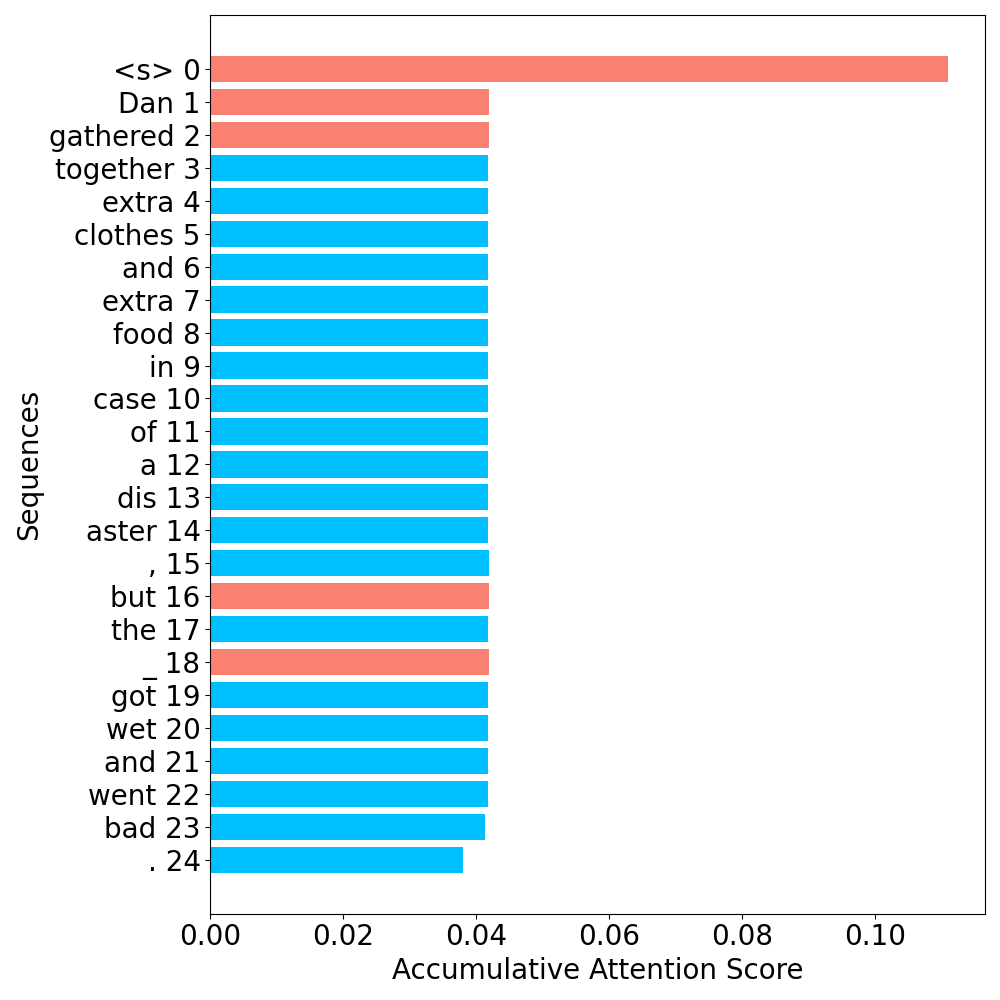 <s> 0
Dan 1
gathered 2
together 3
extra 4
clothes 5
and 6
extra 7
food 8
in 9
case 10
of 11
a 12
dis 13
aster 14
, 15
but 16
the 17
_ 18
got 19
wet 20
and 21
went 22
bad 23
. 24
Sequences
0.00 0.02 0.04 0.06 0.08 0.10
Accumulative Attention Score